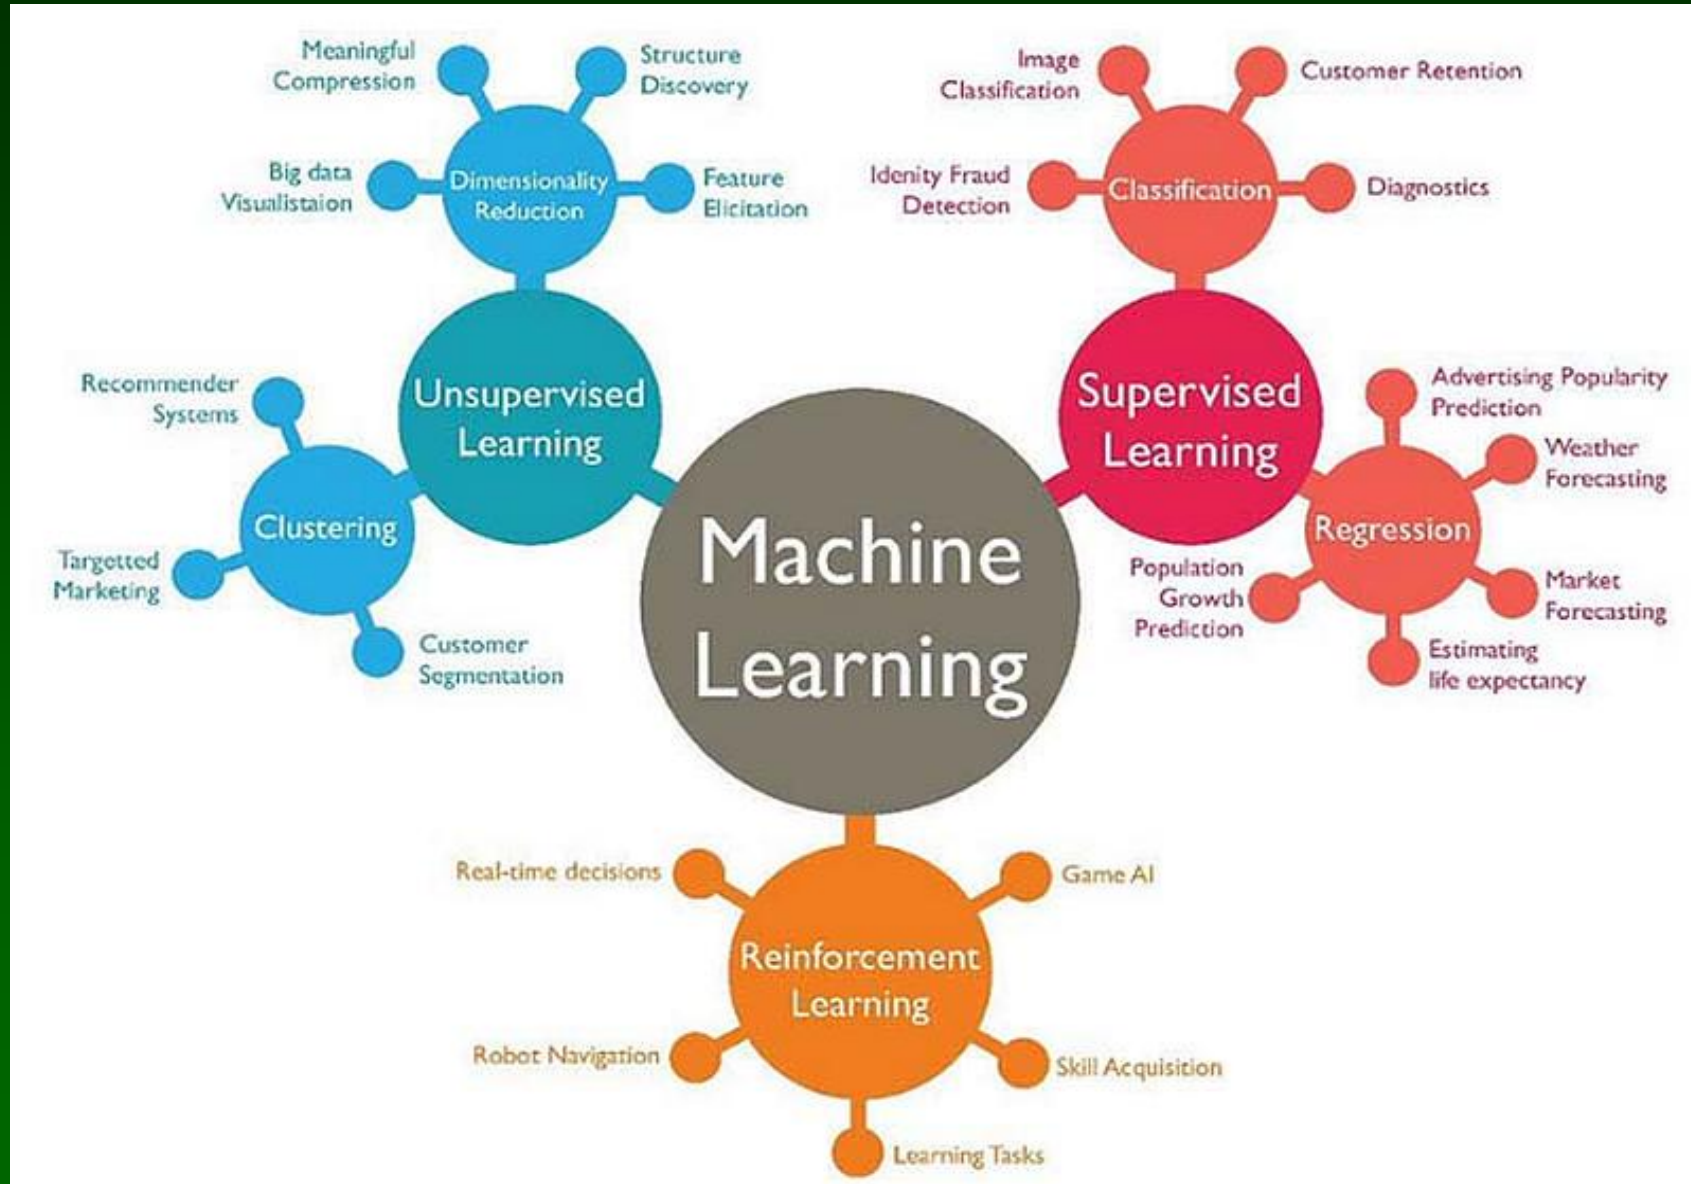 Meaningful
Compression
Structure
Discovery
Big data
Visualistaion
Dimensionality
Reduction
Feature
Elicitation
Image
Classification
Customer Retention
Idenity Fraud
Detection
Classification
Diagnostics
Recommender
Systems
Unsupervised
Learning
Clustering
Targetted
Marketing
Customer
Segmentation
Supervised
Learning
Advertising Popularity
Prediction
Weather
Forecasting
Regression
Population
Growth
Prediction
Market
Forecasting
Estimating
life expectancy
Machine
Learning
Real-time decisions
Game AI
Reinforcement
Learning
Robot Navigation
Skill Acquisition
Learning Tasks